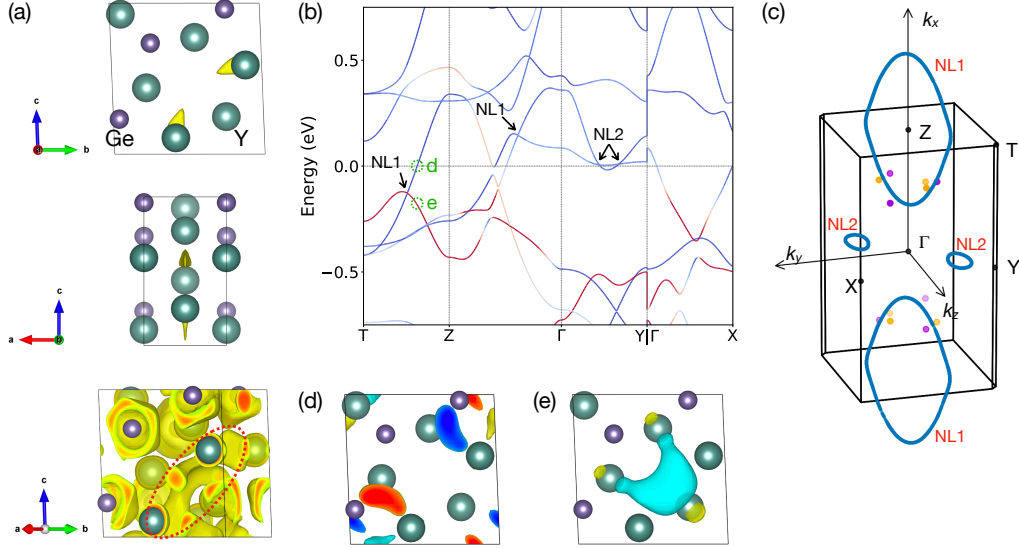 (a)
c
b
Ge
Y
c
a
c
a
b
(b)
Energy (eV)
0.5
0.0
−0.5
NL1
NL1
NL2
d
e
T
Z
Γ
Y
Γ
X
(c)
kx
NL1
Z
T
NL2
Γ
NL2
ky
X
Y
kz
NL1
(d)
(e)